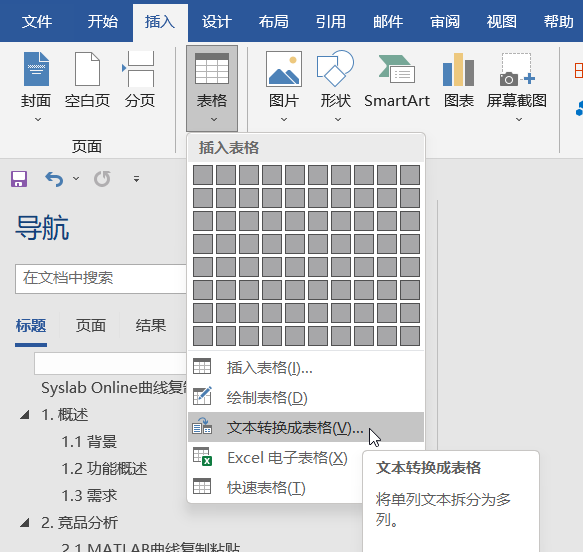 文件 开始 插入 设计 布局 引用 邮件 审阅 视图 帮助
封面 空白页 分页 表格 图片 形状 SmartArt 图表 屏幕截图
页面
插入表格
导航
在文档中搜索
标题 页面 结果
插入表格(I)...
Syslab Online曲线复制
绘制表格(D)
1. 概述
文本转换成表格(V)...
1.1 背景
Excel 电子表格(X)
1.2 功能概述
文本转换成表格
快速表格(T)
1.3 需求
将单列文本拆分为多
列。
2. 竞品分析
2.1 MATLAB曲线复制粘贴